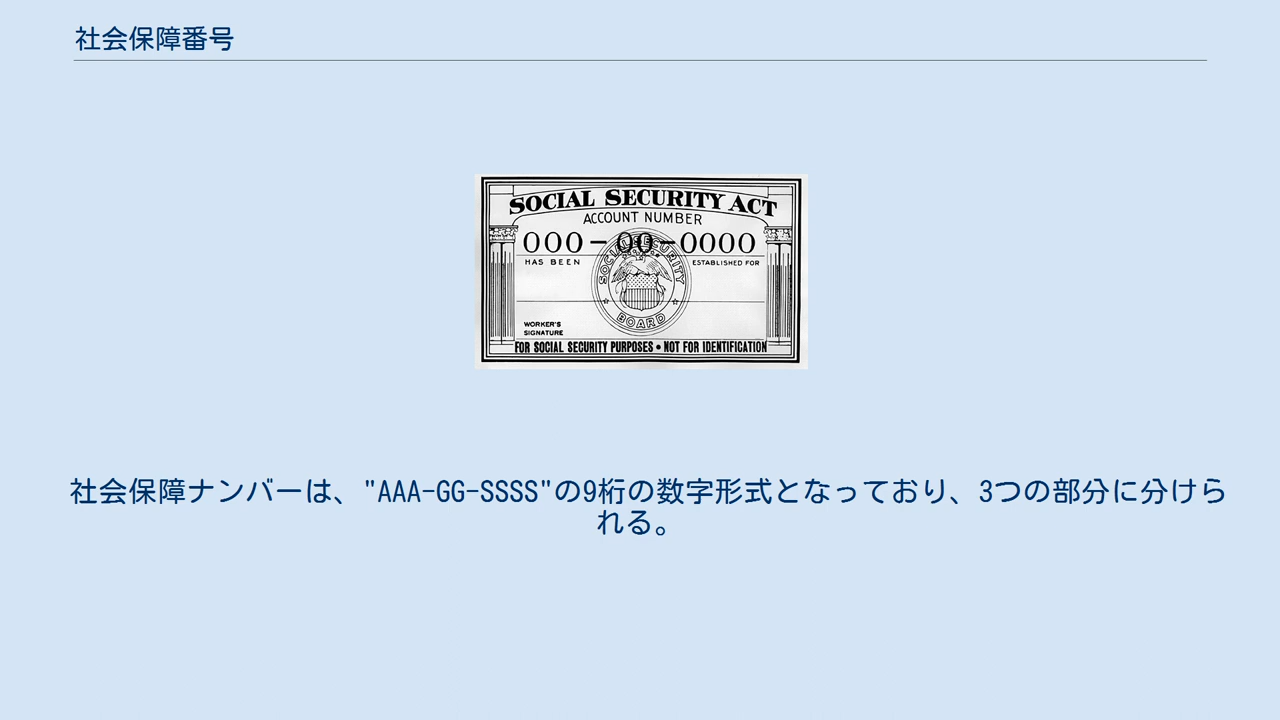 社会保障番号
SOCIAL SECURITY ACT
ACCOUNT NUMBER
000-00-0000
HAS BEEN ESTABLISHED FOR
SOCIAL SECURITY
BOARD
WORKER'S
SIGNATURE
FOR SOCIAL SECURITY PURPOSES • NOT FOR IDENTIFICATION
社会保障ナンバーは、"AAA-GG-SSSS"の9桁の数字形式となっており、3つの部分に分けら
れる。